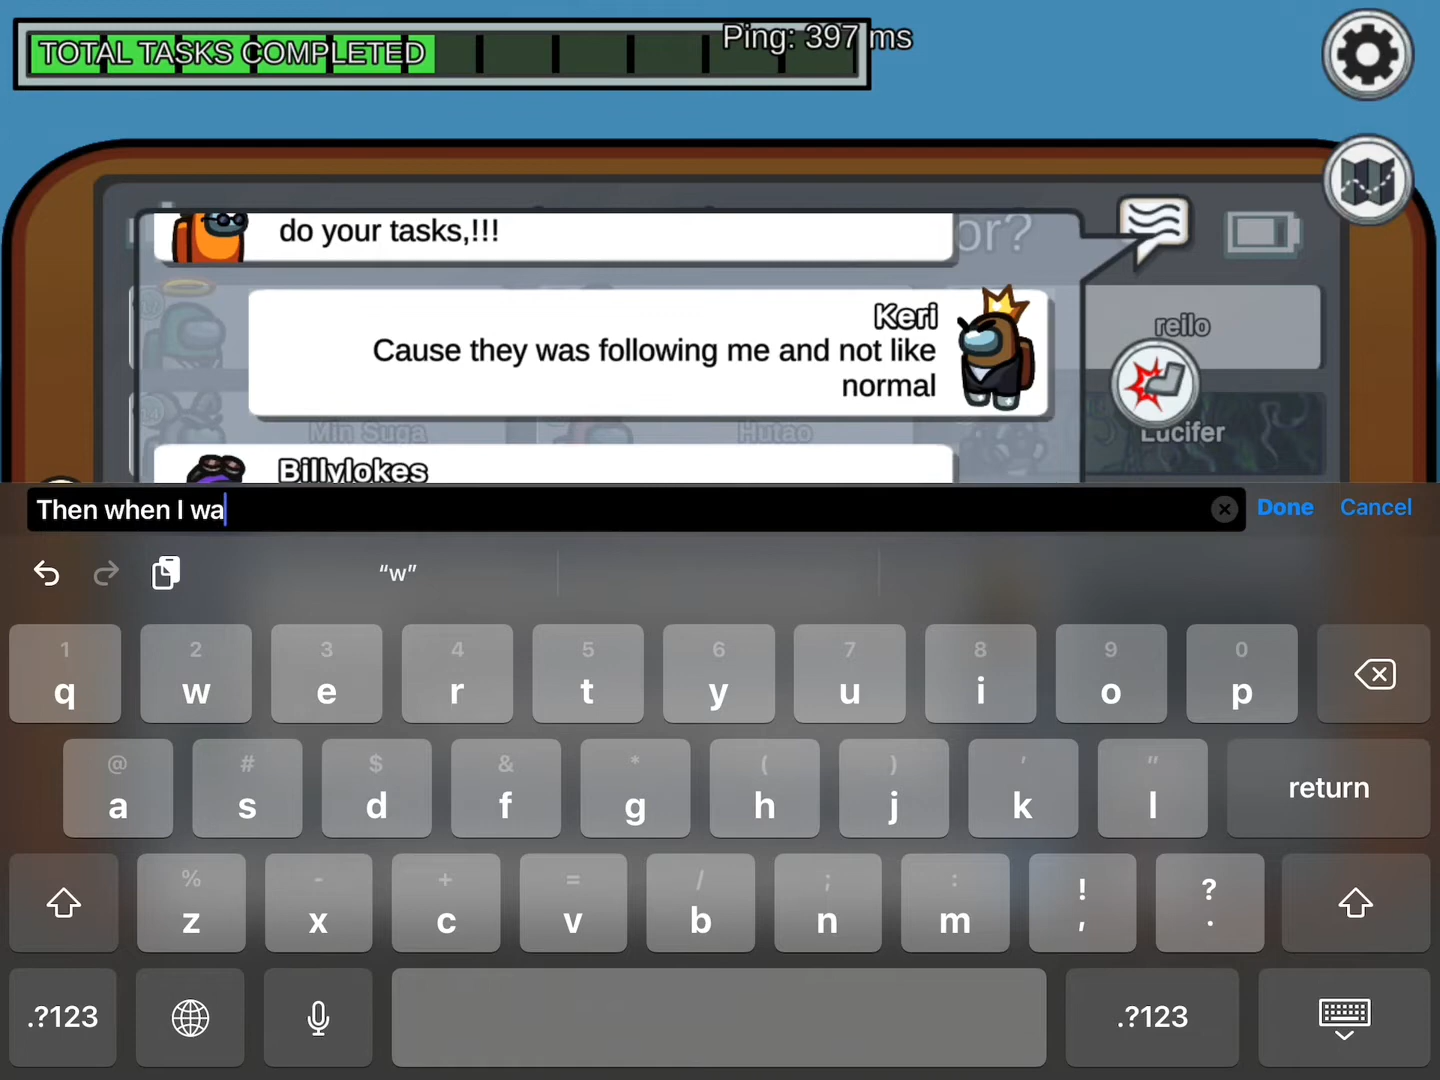 TOTAL TASKS COMPLETED
Ping: 397 ms
or?
do your tasks,!!!
Keri
Cause they was following me and not like
normal
reilo
Min Suga
Hutao
Lucifer
Billylokes
Then when I wa
Done
Cancel
“w”
1 2 3 4 5 6 7 8 9 0
q w e r t y u i o p
@ # $ & * ( ) ' "
a s d f g h j k l return
% - + = / ; : ! ?
z x c v b n m , .
.?123 .?123